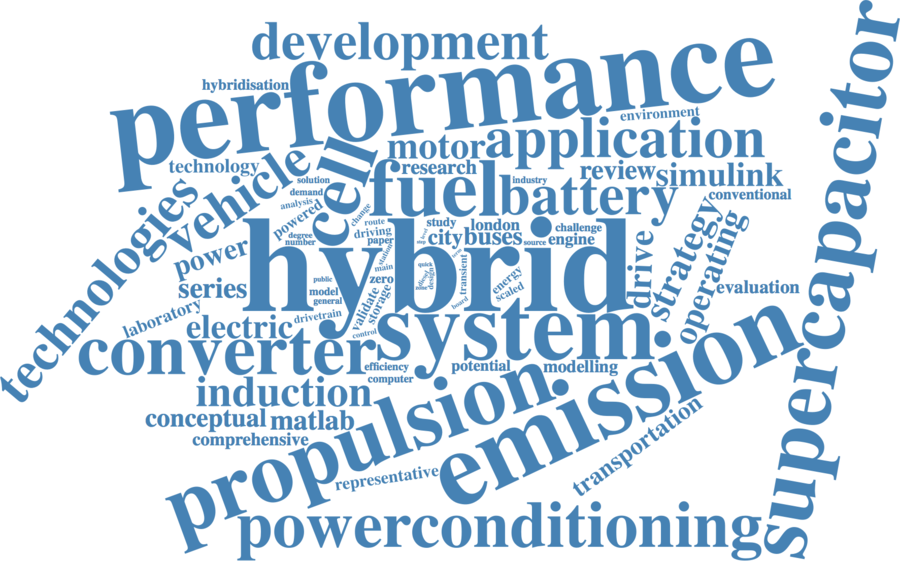 development
performance
hybridisation
environment
supercapacitor
motor
application
technology
vehicle
cell
research
review
simulink
solution
industry
fuel
battery
conventional
demand
analysis
technologies
powered
change
route
study
london
challenge
driving
degree
number
paper
city
buses
source
engine
power
hybrid
drive
strategy
operating
main
quick
design
transient
energy
scaled
public
zero
series
model
general
validate
storage
board
evaluation
laboratory
electric
drivetrain
control
system
converter
efficiency
computer
potential
modelling
emission
induction
propulsion
conceptual
matlab
comprehensive
representative
transportation
powerconditioning